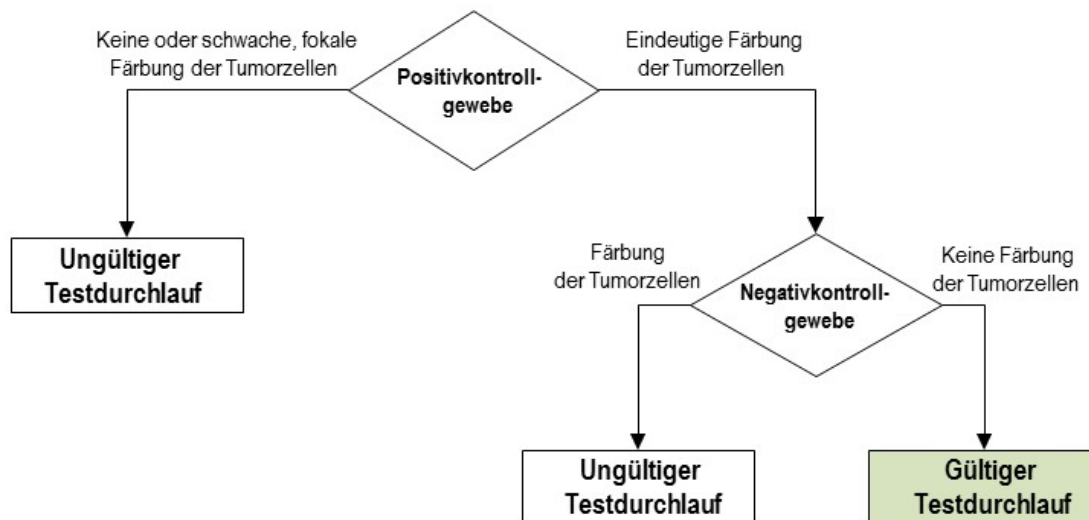 Keine oder schwache, fokale
Färbung der Tumorzellen
Positivkontroll-
gewebe
Eindeutige Färbung
der Tumorzellen
Ungültiger
Testdurchlauf
Färbung
der Tumorzellen
Negativkontroll-
gewebe
Keine Färbung
der Tumorzellen
Ungültiger
Testdurchlauf
Gültiger
Testdurchlauf